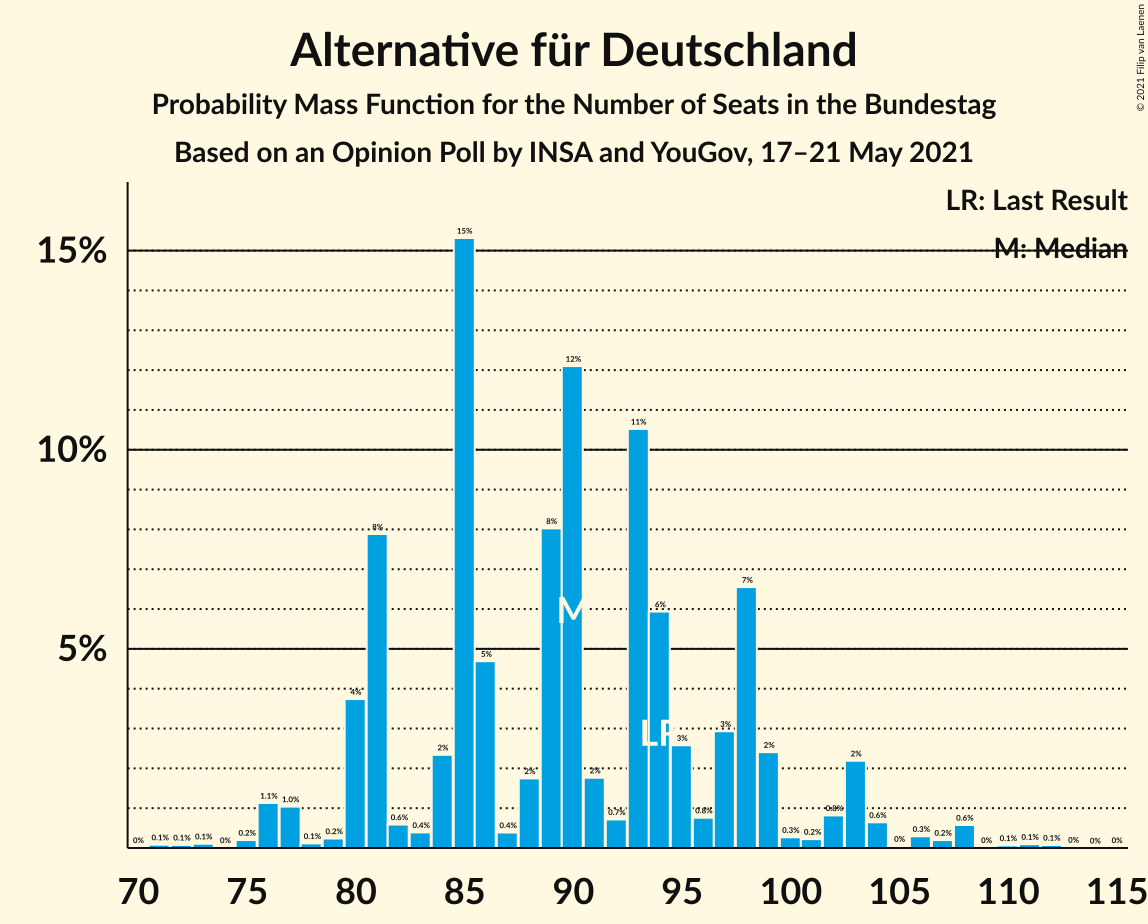 Alternative für Deutschland
Probability Mass Function for the Number of Seats in the Bundestag
Based on an Opinion Poll by INSA and YouGov, 17–21 May 2021
© 2021 Filip van Laenen
LR: Last Result
M: Median
15%
10%
5%
0% 0.1% 0.1% 0.1% 0% 0.2% 1.1% 1.0% 0.1% 0.2% 4% 8% 0.6% 0.4% 2% 15% 5% 0.4% 2% 8% 12% 2% 0.7% 11% 6% 3% 0.8% 3% 7% 2% 0.3% 0.2% 0.8% 2% 0.6% 0% 0.3% 0.2% 0.6% 0% 0.1% 0.1% 0.1% 0% 0% 0%
M
LR
70 75 80 85 90 95 100 105 110 115